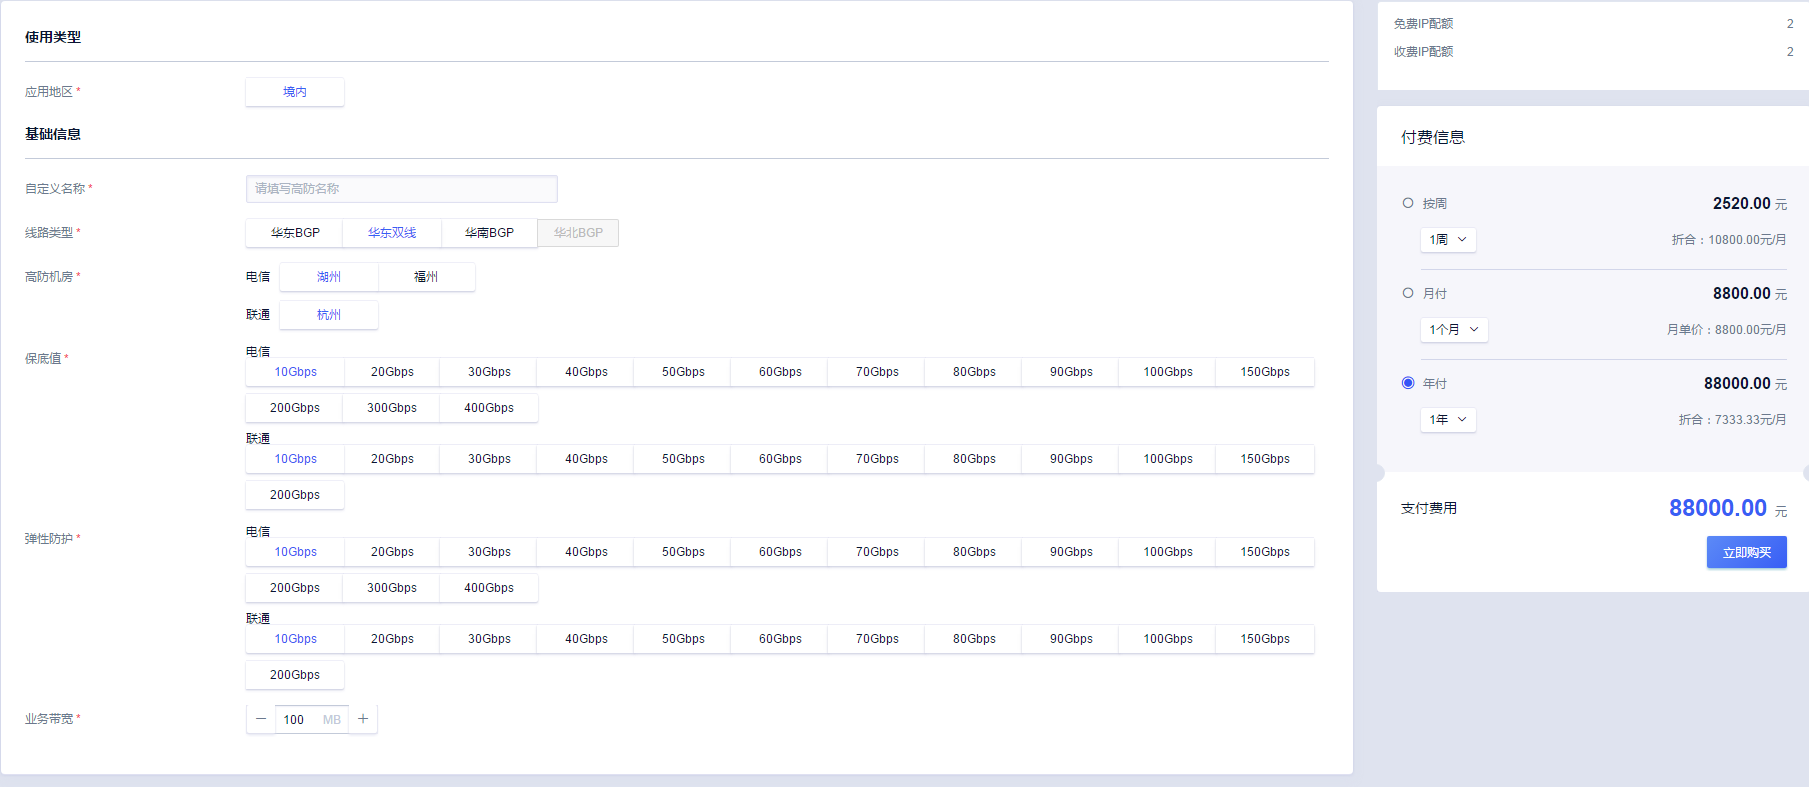 使用类型
应用地区 * 境内
基础信息
自定义名称 * 请填写高防名称
线路类型 * 华东BGP 华东双线 华南BGP 华北BGP
高防机房 * 电信 湖州 福州
联通 杭州
保底值 * 电信
10Gbps 20Gbps 30Gbps 40Gbps 50Gbps 60Gbps 70Gbps 80Gbps 90Gbps 100Gbps 150Gbps
200Gbps 300Gbps 400Gbps
联通
10Gbps 20Gbps 30Gbps 40Gbps 50Gbps 60Gbps 70Gbps 80Gbps 90Gbps 100Gbps 150Gbps
200Gbps
弹性防护 * 电信
10Gbps 20Gbps 30Gbps 40Gbps 50Gbps 60Gbps 70Gbps 80Gbps 90Gbps 100Gbps 150Gbps
200Gbps 300Gbps 400Gbps
联通
10Gbps 20Gbps 30Gbps 40Gbps 50Gbps 60Gbps 70Gbps 80Gbps 90Gbps 100Gbps 150Gbps
200Gbps
业务带宽 * − 100 MB +
免费IP配额 2
收费IP配额 2
付费信息
按周 2520.00 元
1周 折合：10800.00元/月
月付 8800.00 元
1个月 月单价：8800.00元/月
年付 88000.00 元
1年 折合：7333.33元/月
支付费用 88000.00 元
立即购买